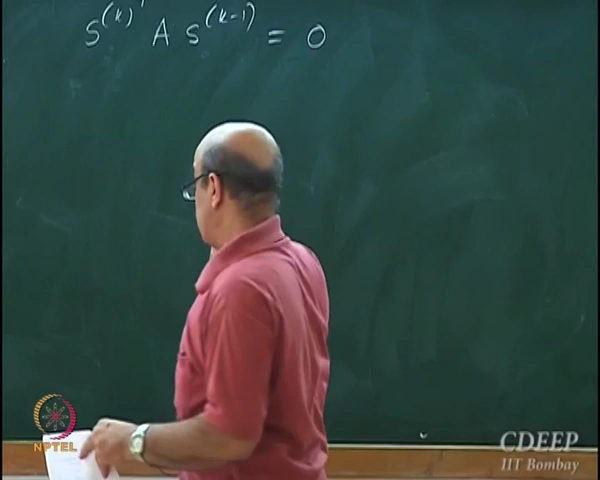 S^(k)' A S^(k-1) = 0
NPTEL
CDEEP
IIT Bombay